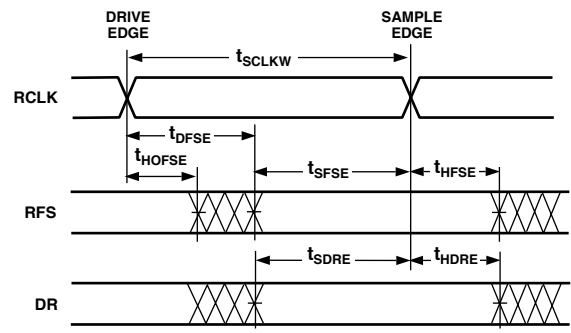 DRIVE
EDGE
SAMPLE
EDGE
tSCLKW
RCLK
tDFSE
tHOFSE
tSFSE
tHFSE
RFS
tSDRE
tHDRE
DR